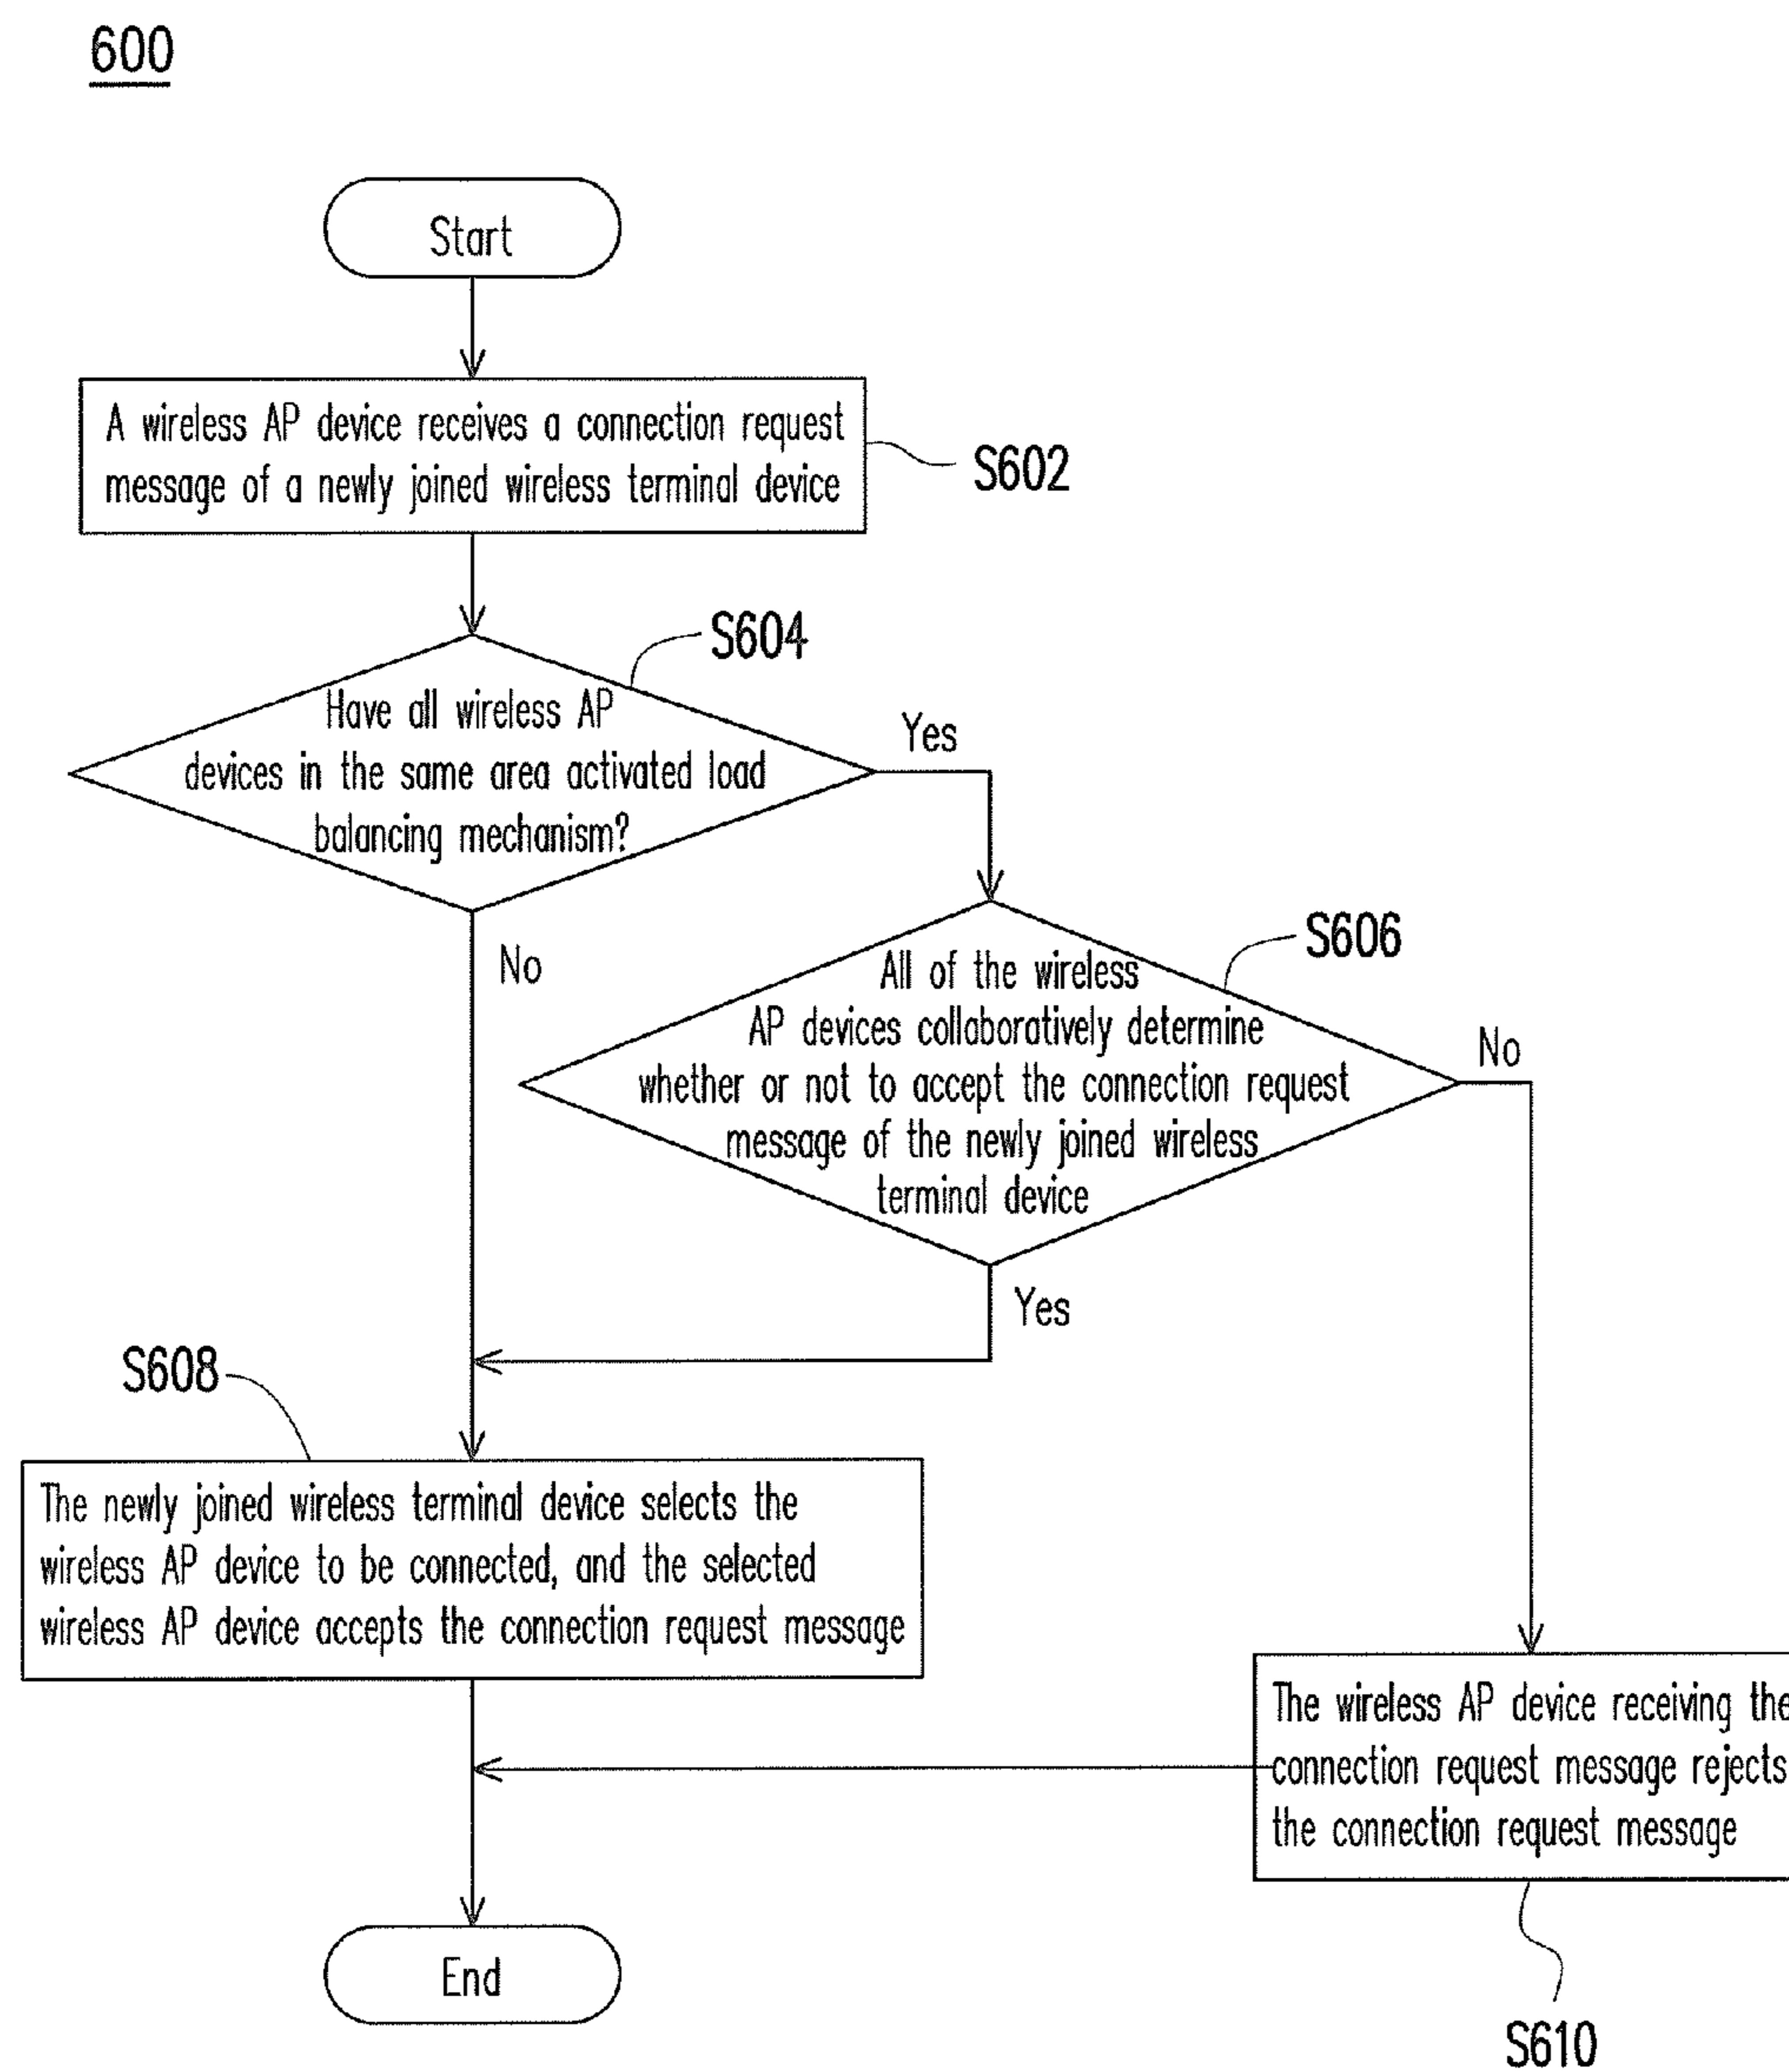 600
Start
A wireless AP device receives a connection request
message of a newly joined wireless terminal device
S602
S604
Have all wireless AP
devices in the same area activated load
balancing mechanism?
Yes
No
S606
All of the wireless
AP devices collaboratively determine
whether or not to accept the connection request
message of the newly joined wireless
terminal device
No
Yes
S608
The newly joined wireless terminal device selects the
wireless AP device to be connected, and the selected
wireless AP device accepts the connection request message
The wireless AP device receiving the
connection request message rejects
the connection request message
End
S610